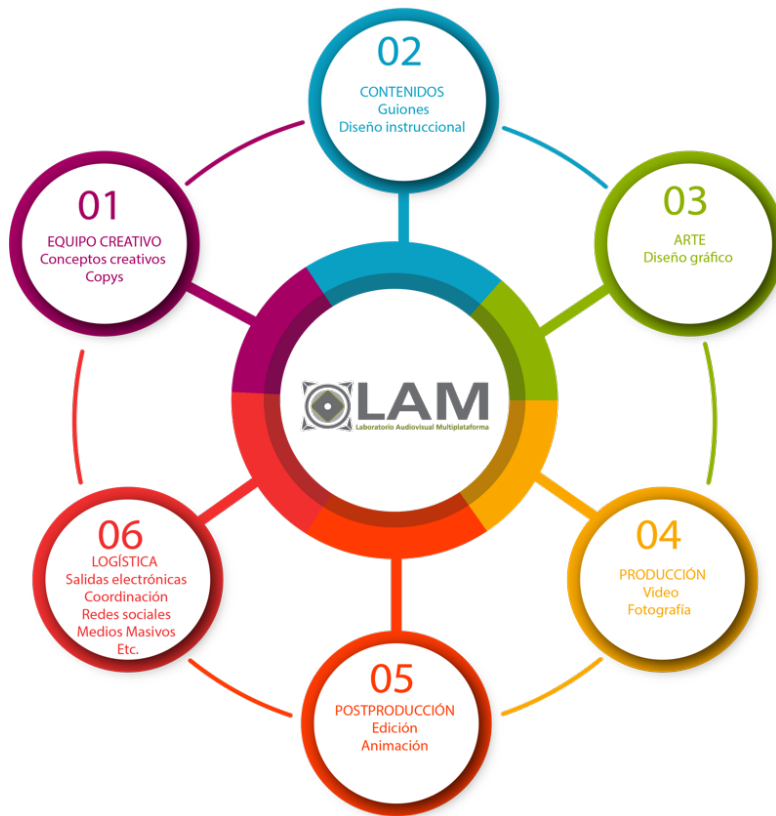 01
EQUIPO CREATIVO
Conceptos creativos
Copys
02
CONTENIDOS
Guiones
Diseño instruccional
03
ARTE
Diseño gráfico
04
PRODUCCIÓN
Video
Fotografía
05
POSTPRODUCCIÓN
Edición
Animación
06
LOGÍSTICA
Salidas electrónicas
Coordinación
Redes sociales
Medios Masivos
Etc.
LAM
Laboratorio Audiovisual Multiplataforma